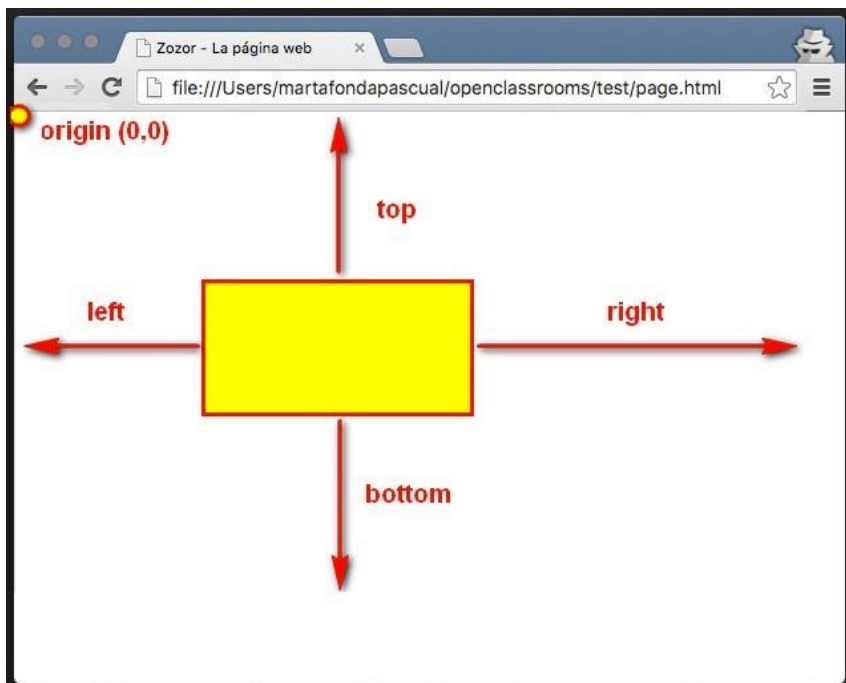 Zozor - La página web
file:///Users/martafondapascual/openclassrooms/test/page.html
origin (0,0)
top
left
right
bottom